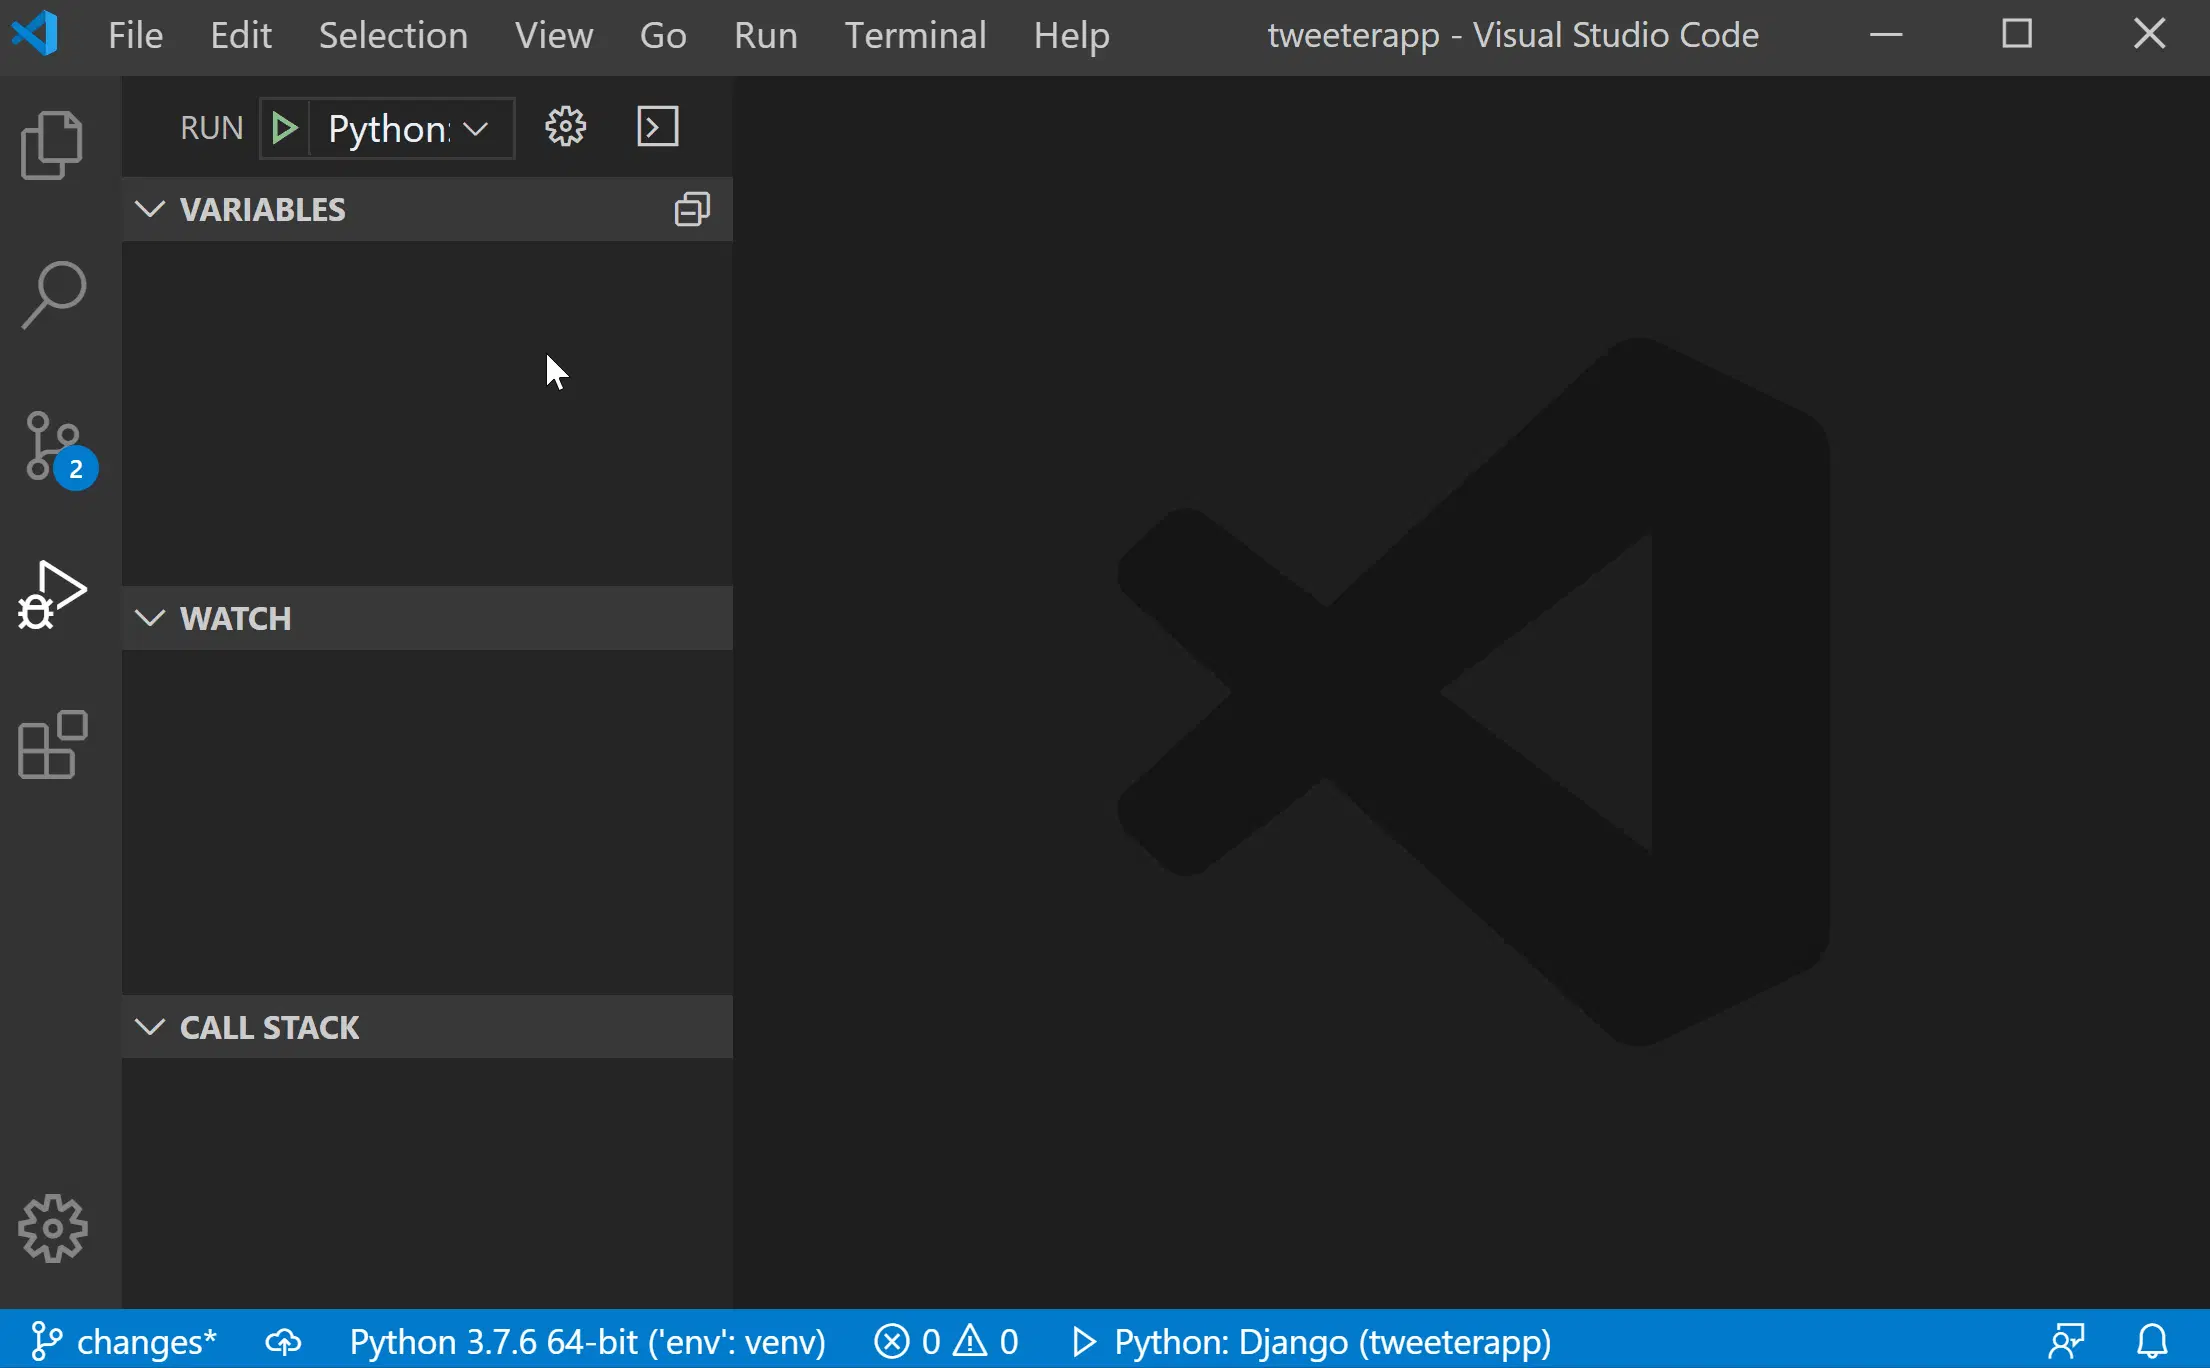 File Edit Selection View Go Run Terminal Help tweeterapp - Visual Studio Code
RUN Python:
VARIABLES
2
WATCH
CALL STACK
changes* Python 3.7.6 64-bit ('env': venv) 0 0 Python: Django (tweeterapp)